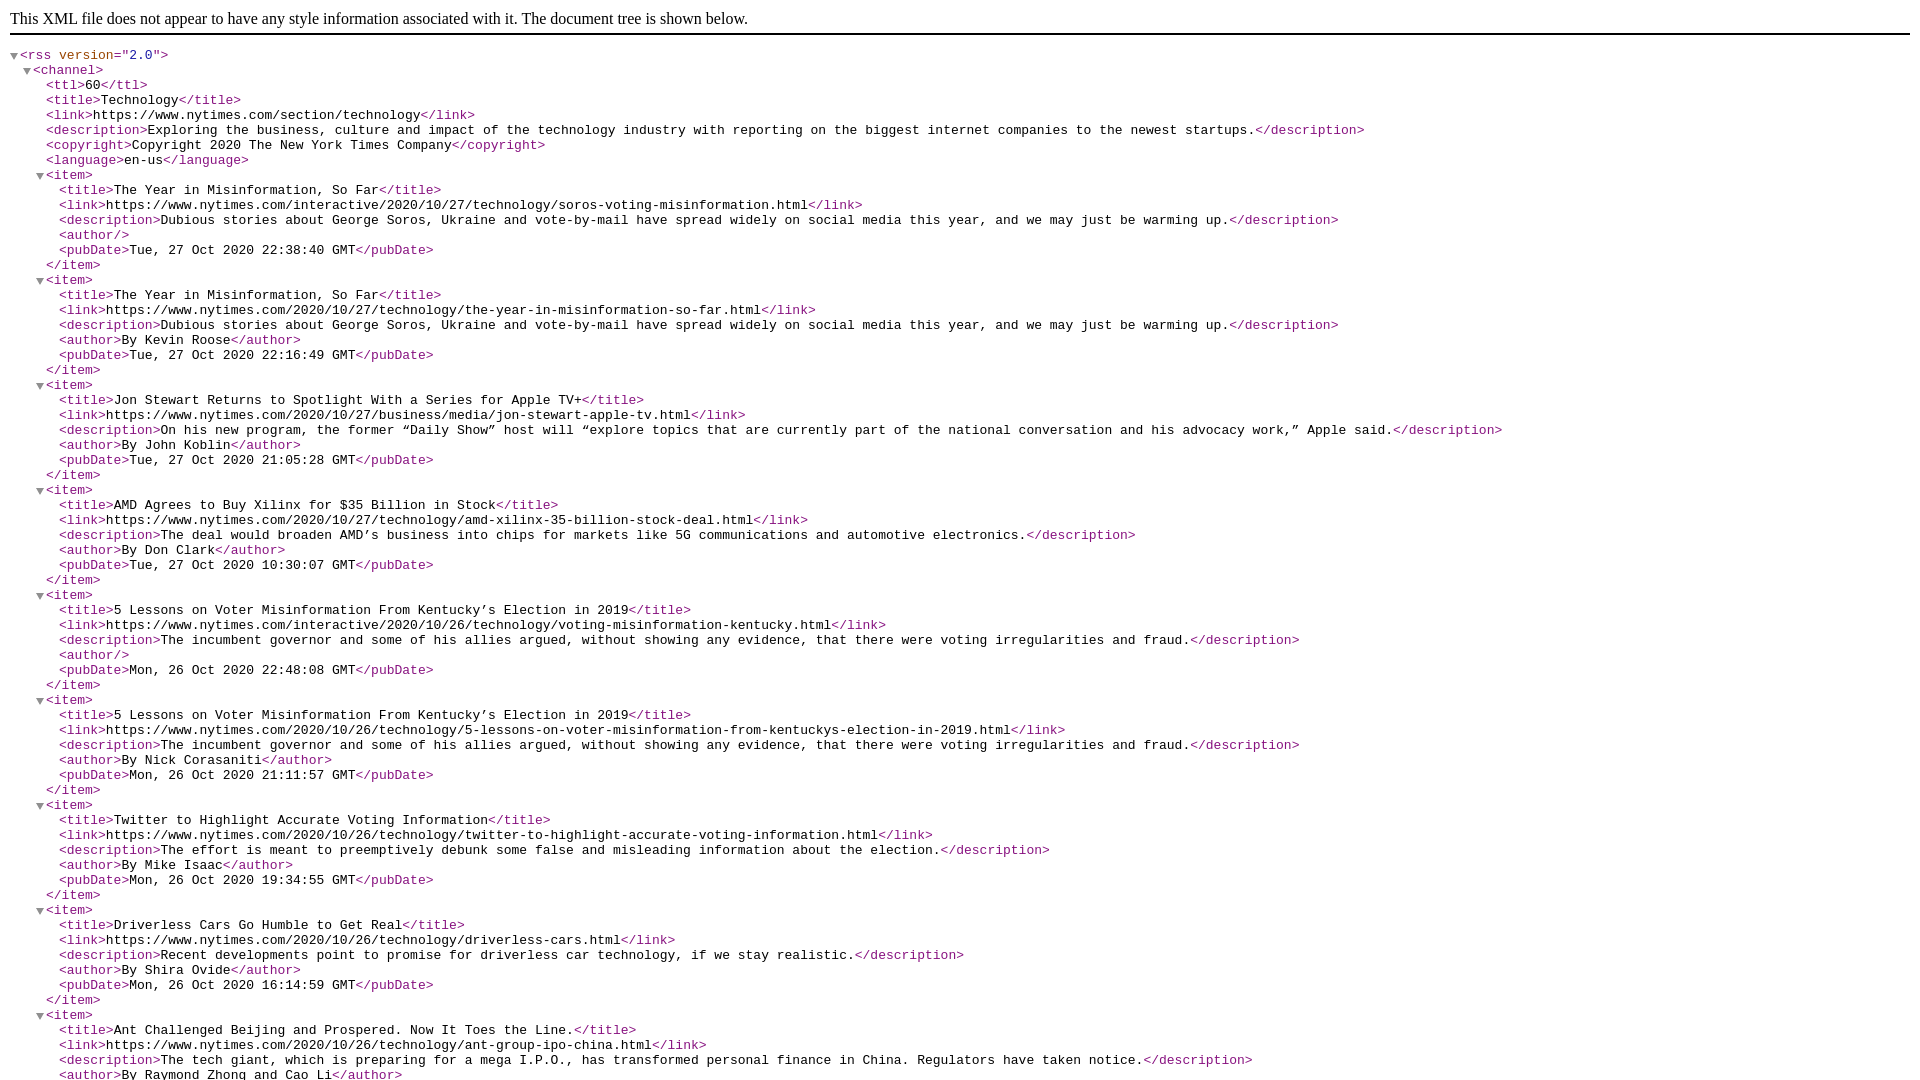 This XML file does not appear to have any style information associated with it. The document tree is shown below.
<rss version="2.0">
<channel>
<ttl>60</ttl>
<title>Technology</title>
<link>https://www.nytimes.com/section/technology</link>
<description>Exploring the business, culture and impact of the technology industry with reporting on the biggest internet companies to the newest startups.</description>
<copyright>Copyright 2020 The New York Times Company</copyright>
<language>en-us</language>
<item>
<title>The Year in Misinformation, So Far</title>
<link>https://www.nytimes.com/interactive/2020/10/27/technology/soros-voting-misinformation.html</link>
<description>Dubious stories about George Soros, Ukraine and vote-by-mail have spread widely on social media this year, and we may just be warming up.</description>
<author/>
<pubDate>Tue, 27 Oct 2020 22:38:40 GMT</pubDate>
</item>
<item>
<title>The Year in Misinformation, So Far</title>
<link>https://www.nytimes.com/2020/10/27/technology/the-year-in-misinformation-so-far.html</link>
<description>Dubious stories about George Soros, Ukraine and vote-by-mail have spread widely on social media this year, and we may just be warming up.</description>
<author>By Kevin Roose</author>
<pubDate>Tue, 27 Oct 2020 22:16:49 GMT</pubDate>
</item>
<item>
<title>Jon Stewart Returns to Spotlight With a Series for Apple TV+</title>
<link>https://www.nytimes.com/2020/10/27/business/media/jon-stewart-apple-tv.html</link>
<description>On his new program, the former “Daily Show” host will “explore topics that are currently part of the national conversation and his advocacy work,” Apple said.</description>
<author>By John Koblin</author>
<pubDate>Tue, 27 Oct 2020 21:05:28 GMT</pubDate>
</item>
<item>
<title>AMD Agrees to Buy Xilinx for $35 Billion in Stock</title>
<link>https://www.nytimes.com/2020/10/27/technology/amd-xilinx-35-billion-stock-deal.html</link>
<description>The deal would broaden AMD’s business into chips for markets like 5G communications and automotive electronics.</description>
<author>By Don Clark</author>
<pubDate>Tue, 27 Oct 2020 10:30:07 GMT</pubDate>
</item>
<item>
<title>5 Lessons on Voter Misinformation From Kentucky’s Election in 2019</title>
<link>https://www.nytimes.com/interactive/2020/10/26/technology/voting-misinformation-kentucky.html</link>
<description>The incumbent governor and some of his allies argued, without showing any evidence, that there were voting irregularities and fraud.</description>
<author/>
<pubDate>Mon, 26 Oct 2020 22:48:08 GMT</pubDate>
</item>
<item>
<title>5 Lessons on Voter Misinformation From Kentucky’s Election in 2019</title>
<link>https://www.nytimes.com/2020/10/26/technology/5-lessons-on-voter-misinformation-from-kentuckys-election-in-2019.html</link>
<description>The incumbent governor and some of his allies argued, without showing any evidence, that there were voting irregularities and fraud.</description>
<author>By Nick Corasaniti</author>
<pubDate>Mon, 26 Oct 2020 21:11:57 GMT</pubDate>
</item>
<item>
<title>Twitter to Highlight Accurate Voting Information</title>
<link>https://www.nytimes.com/2020/10/26/technology/twitter-to-highlight-accurate-voting-information.html</link>
<description>The effort is meant to preemptively debunk some false and misleading information about the election.</description>
<author>By Mike Isaac</author>
<pubDate>Mon, 26 Oct 2020 19:34:55 GMT</pubDate>
</item>
<item>
<title>Driverless Cars Go Humble to Get Real</title>
<link>https://www.nytimes.com/2020/10/26/technology/driverless-cars.html</link>
<description>Recent developments point to promise for driverless car technology, if we stay realistic.</description>
<author>By Shira Ovide</author>
<pubDate>Mon, 26 Oct 2020 16:14:59 GMT</pubDate>
</item>
<item>
<title>Ant Challenged Beijing and Prospered. Now It Toes the Line.</title>
<link>https://www.nytimes.com/2020/10/26/technology/ant-group-ipo-china.html</link>
<description>The tech giant, which is preparing for a mega I.P.O., has transformed personal finance in China. Regulators have taken notice.</description>
<author>By Raymond Zhong and Cao Li</author>